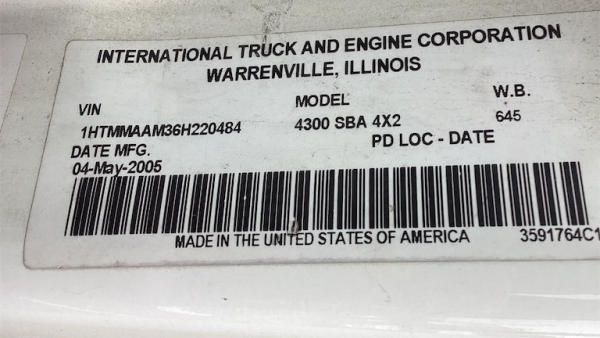 INTERNATIONAL TRUCK AND ENGINE CORPORATION
WARRENVILLE, ILLINOIS
VIN MODEL W.B.
1HTMMAAM36H220484 4300 SBA 4X2 645
DATE MFG. PD LOC - DATE
04-May-2005
MADE IN THE UNITED STATES OF AMERICA 3591764C1